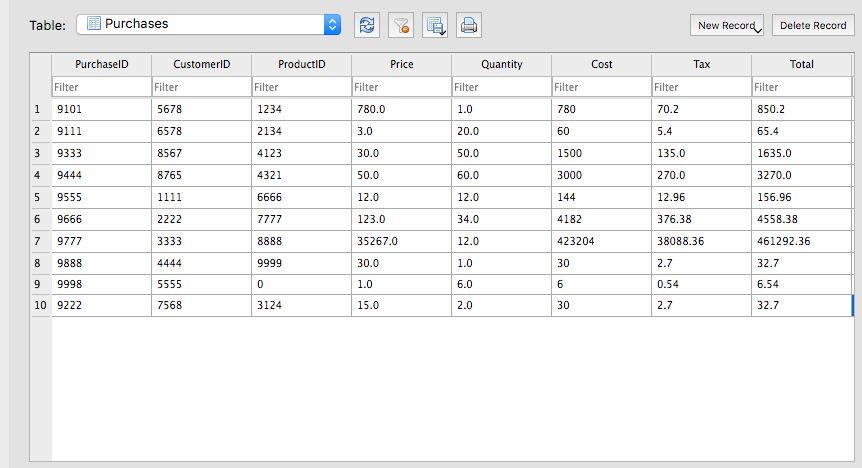 Table: Purchases New Record Delete Record
PurchaseID CustomerID ProductID Price Quantity Cost Tax Total
Filter Filter Filter Filter Filter Filter Filter Filter
1 9101 5678 1234 780.0 1.0 780 70.2 850.2
2 9111 6578 2134 3.0 20.0 60 5.4 65.4
3 9333 8567 4123 30.0 50.0 1500 135.0 1635.0
4 9444 8765 4321 50.0 60.0 3000 270.0 3270.0
5 9555 1111 6666 12.0 12.0 144 12.96 156.96
6 9666 2222 7777 123.0 34.0 4182 376.38 4558.38
7 9777 3333 8888 35267.0 12.0 423204 38088.36 461292.36
8 9888 4444 9999 30.0 1.0 30 2.7 32.7
9 9998 5555 0 1.0 6.0 6 0.54 6.54
10 9222 7568 3124 15.0 2.0 30 2.7 32.7